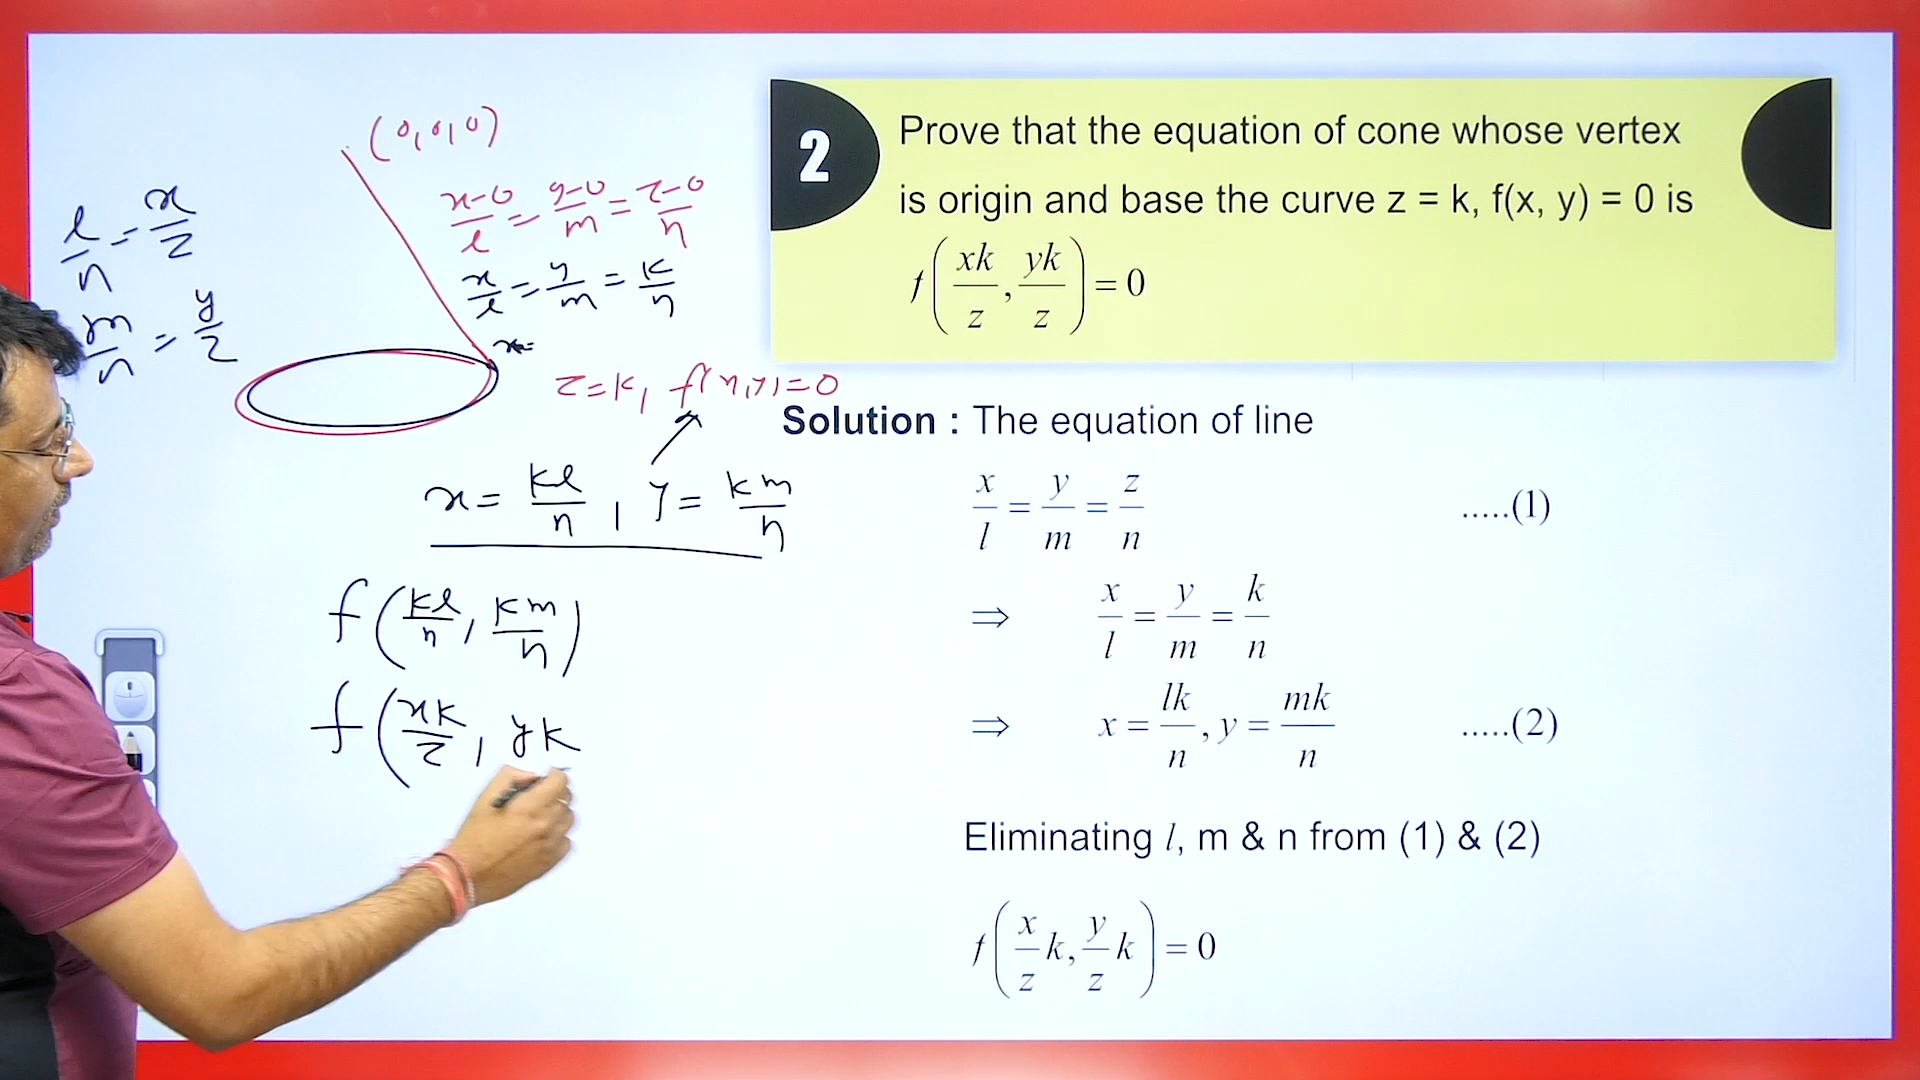 2
Prove that the equation of cone whose vertex
is origin and base the curve z = k, f(x, y) = 0 is
f(xk/z, yk/z) = 0
Solution : The equation of line
x/l = y/m = z/n .....(1)
⇒ x/l = y/m = k/n
⇒ x = lk/n, y = mk/n .....(2)
Eliminating l, m & n from (1) & (2)
f(x/z k, y/z k) = 0
(0,0,0)
l/n = x/z
m/n = y/z
x-0/l = y-0/m = z-0/n
x/l = y/m = k/n
z=k, f(x,y)=0
x = kl/n, y = km/n
f(kl/n, km/n)
f(xk/z, yk